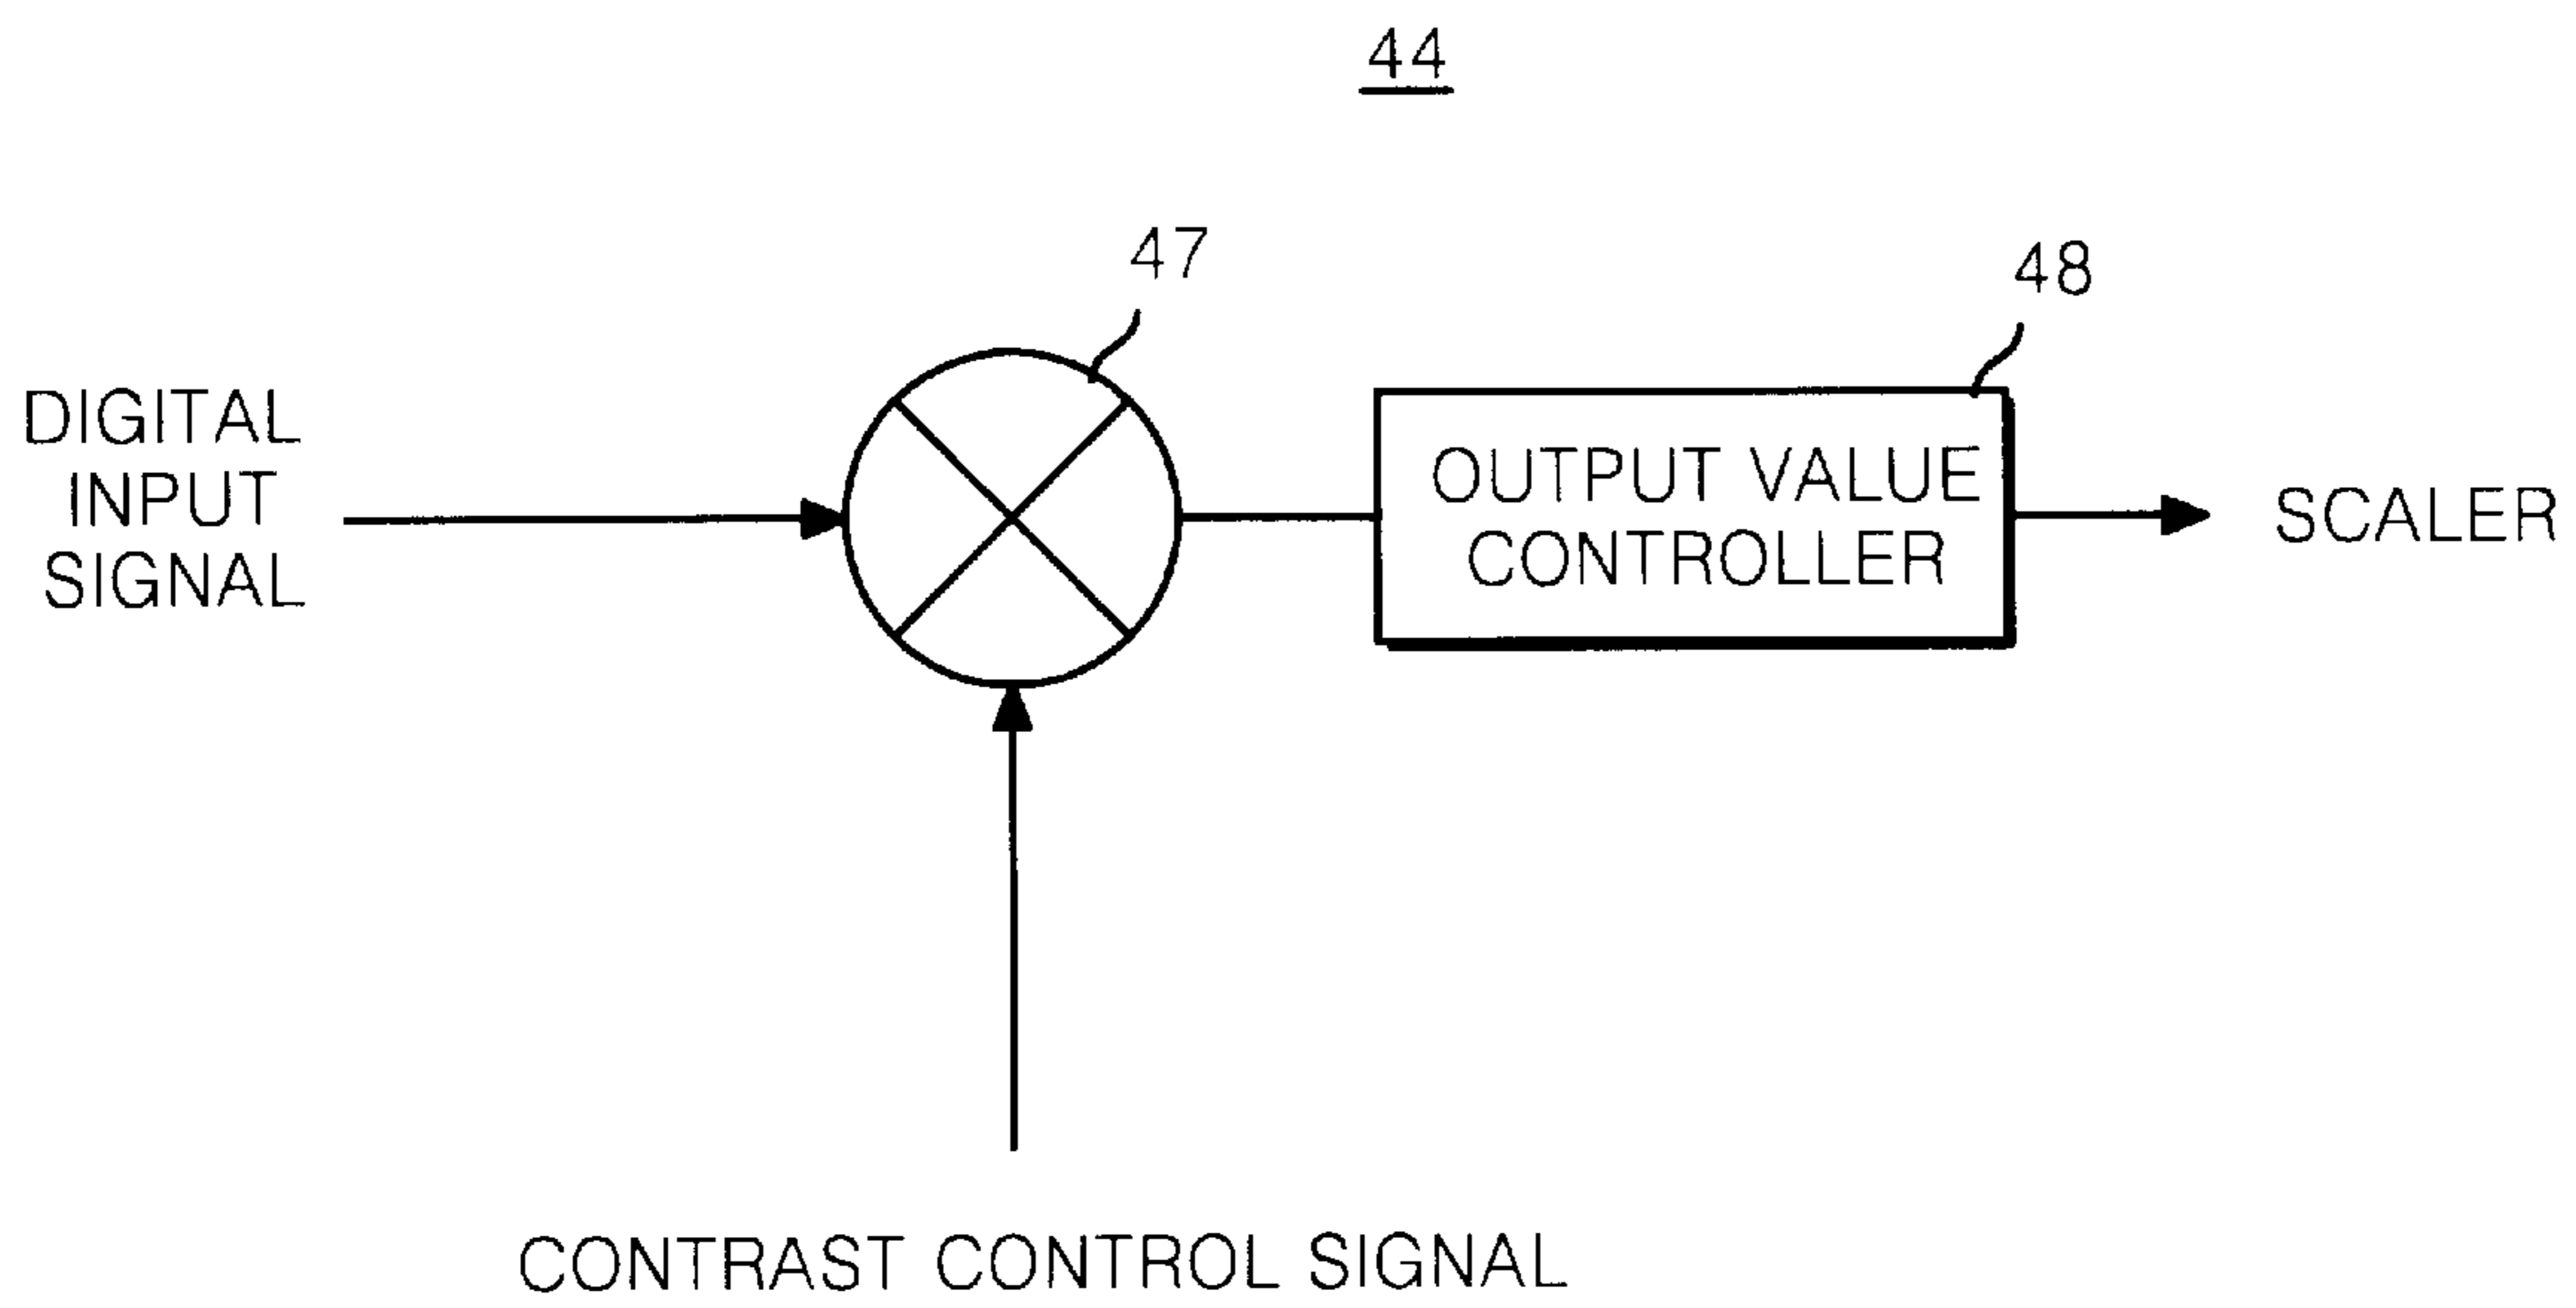 44
47
48
DIGITAL
INPUT
SIGNAL
OUTPUT VALUE
CONTROLLER
SCALER
CONTRAST CONTROL SIGNAL